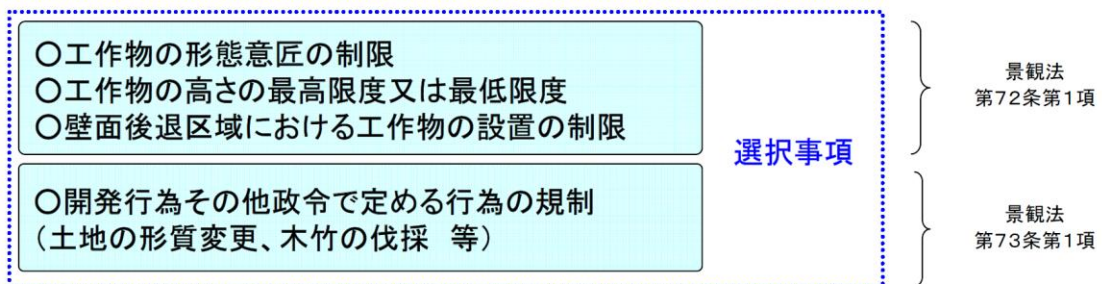 〇工作物の形態意匠の制限
〇工作物の高さの最高限度又は最低限度
〇壁面後退区域における工作物の設置の制限
選択事項
景観法
第72条第1項
〇開発行為その他政令で定める行為の規制
（土地の形質変更、木竹の伐採　等）
景観法
第73条第1項